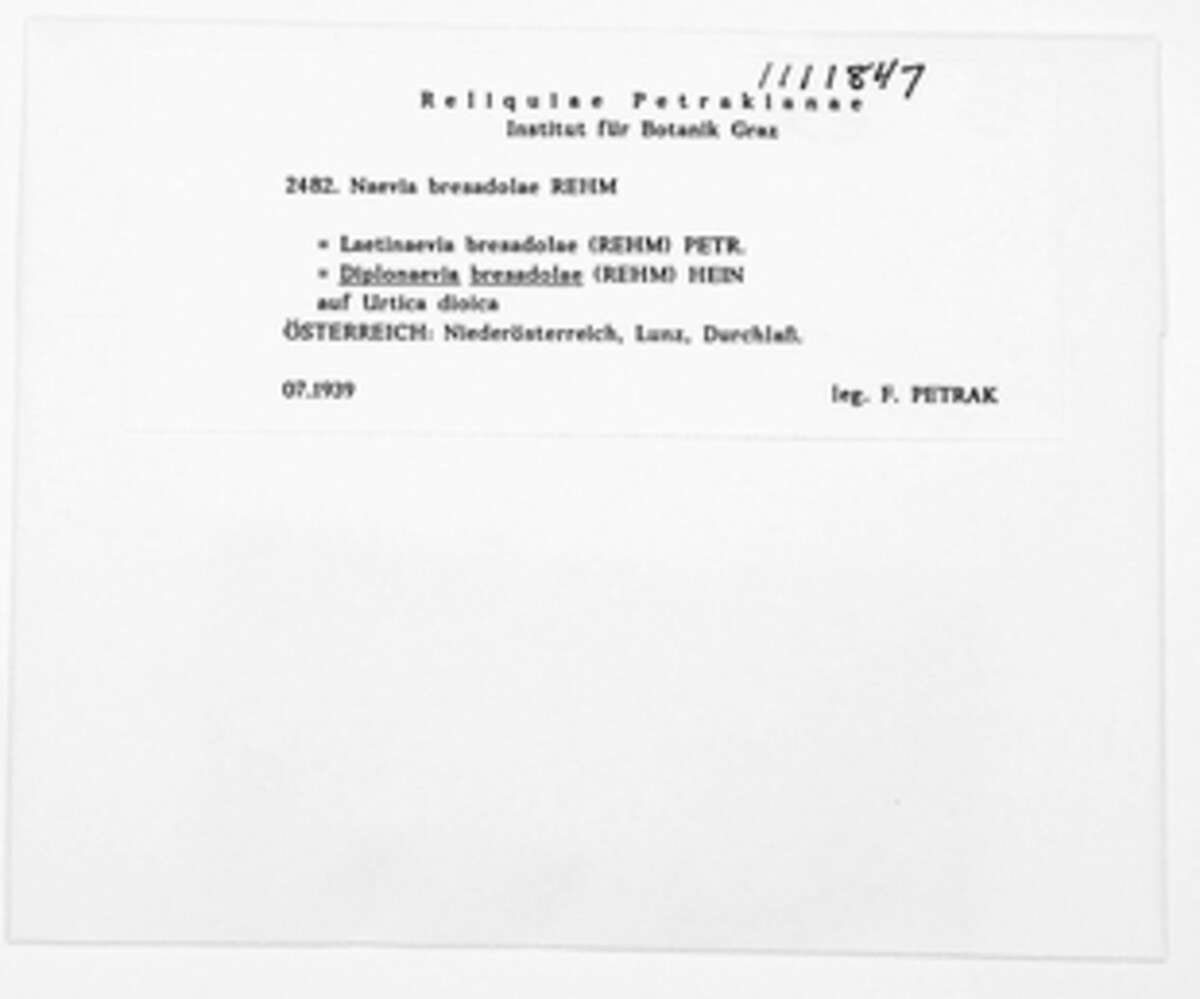 1111847
Reliquiae Petrakianae
Institut für Botanik Graz
2482. Naevia bresadolae REHM
= Laetinaevia bresadolae (REHM) PETR.
= Diplonaevia bresadolae (REHM) HEIN
auf Urtica dioica
ÖSTERREICH: Niederösterreich, Lunz, Durchlaß.
07.1939 leg. F. PETRAK